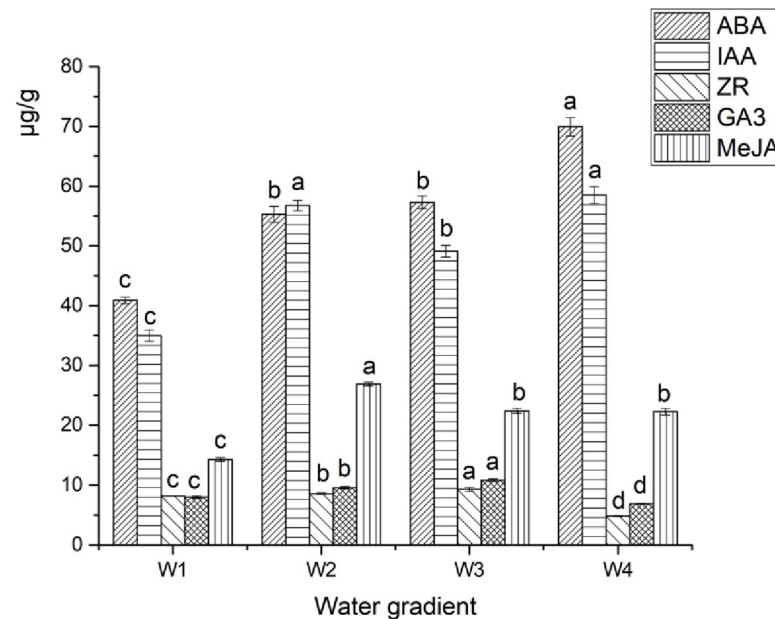 ABA
IAA
ZR
GA3
MeJA
µg/g
80
70
60
50
40
30
20
10
0
c c c c c
b a b b a
b b a a b
a a d d b
W1 W2 W3 W4
Water gradient